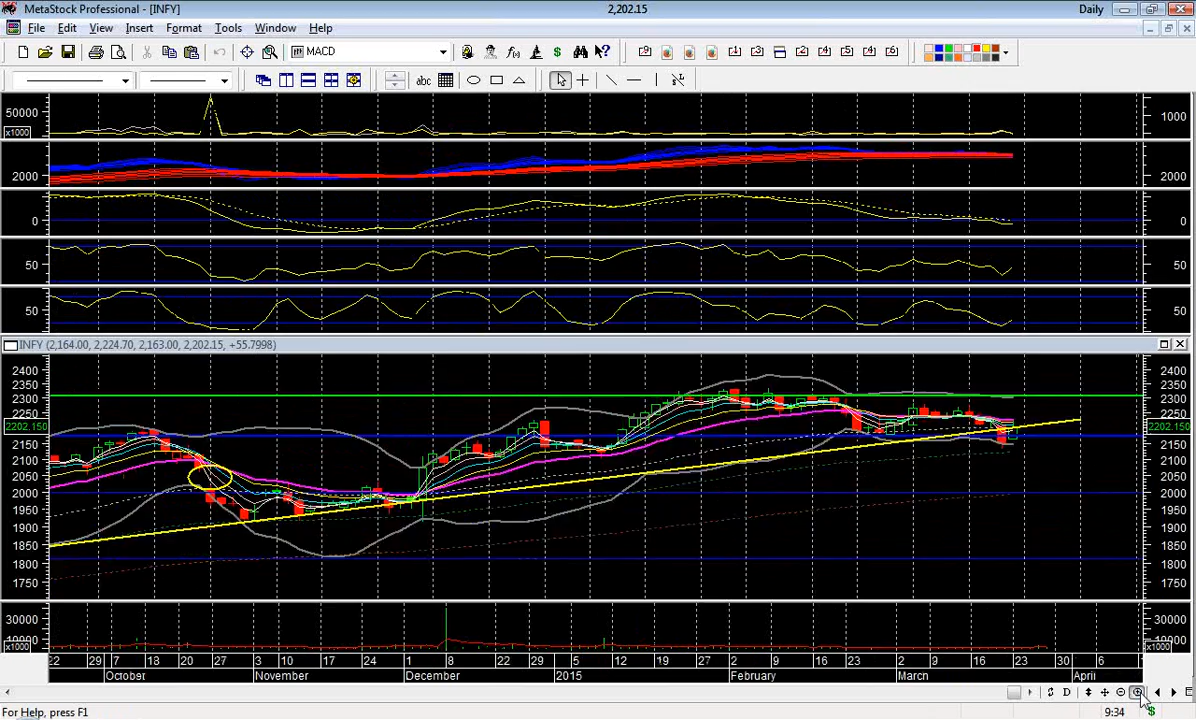 MetaStock Professional - [INFY] 2,202.15 Daily
File Edit View Insert Format Tools Window Help
MACD
abc
50000 1000
x1000
2000 2000
0 0
50 50
50 50
INFY (2,164.00, 2,224.70, 2,163.00, 2,202.15, +55.7998)
2400 2400
2350 2350
2300 2300
2250 2250
2202.150 2202.150
2150 2150
2100 2100
2050 2050
2000 2000
1950 1950
1900 1900
1850 1850
1800 1800
1750 1750
30000 30000
10000 10000
x1000 x1000
22 29 7 13 20 27 3 10 17 24 1 8 22 29 5 12 19 27 2 9 16 23 2 9 16 23 30 6
October November December 2015 February March April
D
For Help, press F1 9:34